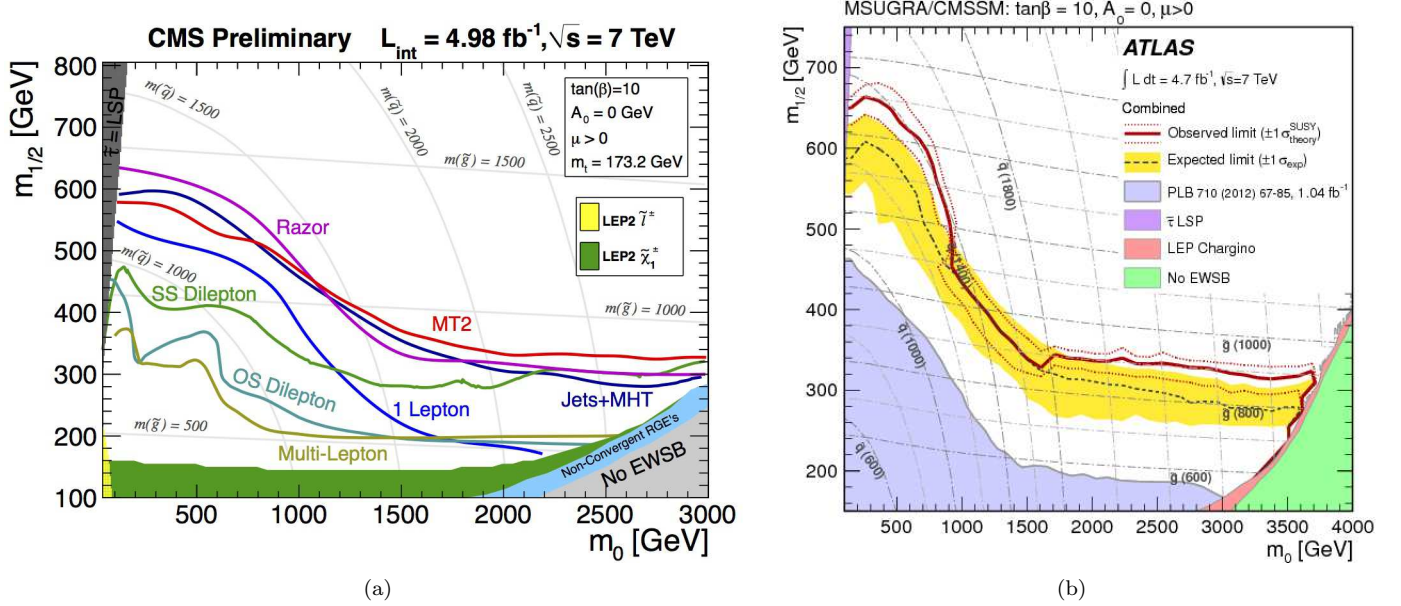 CMS Preliminary L_int = 4.98 fb⁻¹, √s = 7 TeV
m_1/2 [GeV]
800
700
600
500
400
300
200
100
τ̃ = LSP
m(q̃) = 1500
m(q̃) = 2000
m(q̃) = 2500
m(g̃) = 1500
tan(β)=10
A_0 = 0 GeV
μ > 0
m_t = 173.2 GeV
LEP2 l̃^±
LEP2 χ̃_1^±
Razor
m(q̃) = 1000
SS Dilepton
MT2
m(g̃) = 1000
OS Dilepton
1 Lepton
Jets+MHT
m(g̃) = 500
Multi-Lepton
Non-Convergent RGE's
No EWSB
500 1000 1500 2000 2500 3000
m_0 [GeV]
(a)
MSUGRA/CMSSM: tanβ = 10, A_0 = 0, μ>0
m_1/2 [GeV]
700
600
500
400
300
200
ATLAS
∫ L dt = 4.7 fb⁻¹, √s=7 TeV
Combined
Observed limit (±1 σ^SUSY_theory)
Expected limit (±1 σ_exp)
PLB 710 (2012) 67-85, 1.04 fb⁻¹
τ̃ LSP
LEP Chargino
No EWSB
q̃ (1800)
q̃ (1400)
q̃ (1000)
q̃ (600)
g̃ (1000)
g̃ (800)
g̃ (600)
500 1000 1500 2000 2500 3000 3500 4000
m_0 [GeV]
(b)